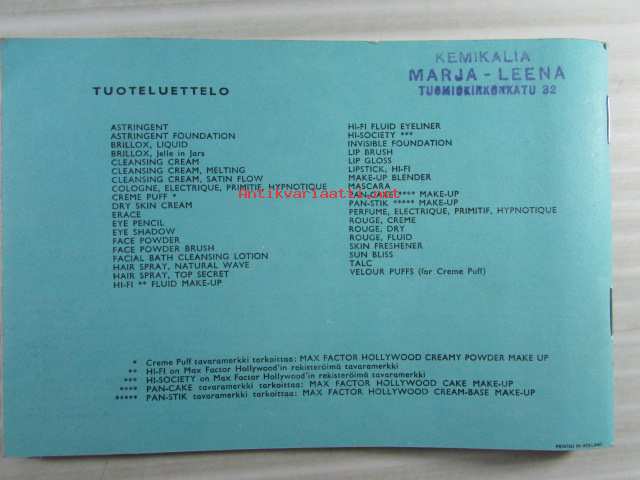 KEMIKALIA
MARJA - LEENA
TUOMIOKIRKONKATU 32
TUOTELUETTELO
ASTRINGENT
ASTRINGENT FOUNDATION
BRILLOX, LIQUID
BRILLOX, Jelle in Jars
CLEANSING CREAM
CLEANSING CREAM, MELTING
CLEANSING CREAM, SATIN FLOW
COLOGNE, ELECTRIQUE, PRIMITIF, HYPNOTIQUE
CREME PUFF *
DRY SKIN CREAM
ERACE
EYE PENCIL
EYE SHADOW
FACE POWDER
FACE POWDER BRUSH
FACIAL BATH CLEANSING LOTION
HAIR SPRAY, NATURAL WAVE
HAIR SPRAY, TOP SECRET
HI-FI ** FLUID MAKE-UP
HI-FI FLUID EYELINER
HI-SOCIETY ***
INVISIBLE FOUNDATION
LIP BRUSH
LIP GLOSS
LIPSTICK, HI-FI
MAKE-UP BLENDER
MASCARA
PAN-CAKE **** MAKE-UP
PAN-STIK ***** MAKE-UP
PERFUME, ELECTRIQUE, PRIMITIF, HYPNOTIQUE
ROUGE, CREME
ROUGE, DRY
ROUGE, FLUID
SKIN FRESHENER
SUN BLISS
TALC
VELOUR PUFFS (for Creme Puff)
Antikvariaatti.net
* Creme Puff tavaramerkki tarkoittaa: MAX FACTOR HOLLYWOOD CREAMY POWDER MAKE UP
** HI-FI on Max Factor Hollywood'in rekisteröimä tavaramerkki
*** HI-SOCIETY on Max Factor Hollywood'in rekisteröimä tavaramerkki
**** PAN-CAKE tavaramerkki tarkoittaa: MAX FACTOR HOLLYWOOD CAKE MAKE-UP
***** PAN-STIK tavaramerkki tarkoittaa: MAX FACTOR HOLLYWOOD CREAM-BASE MAKE-UP
PRINTED IN HOLLAND